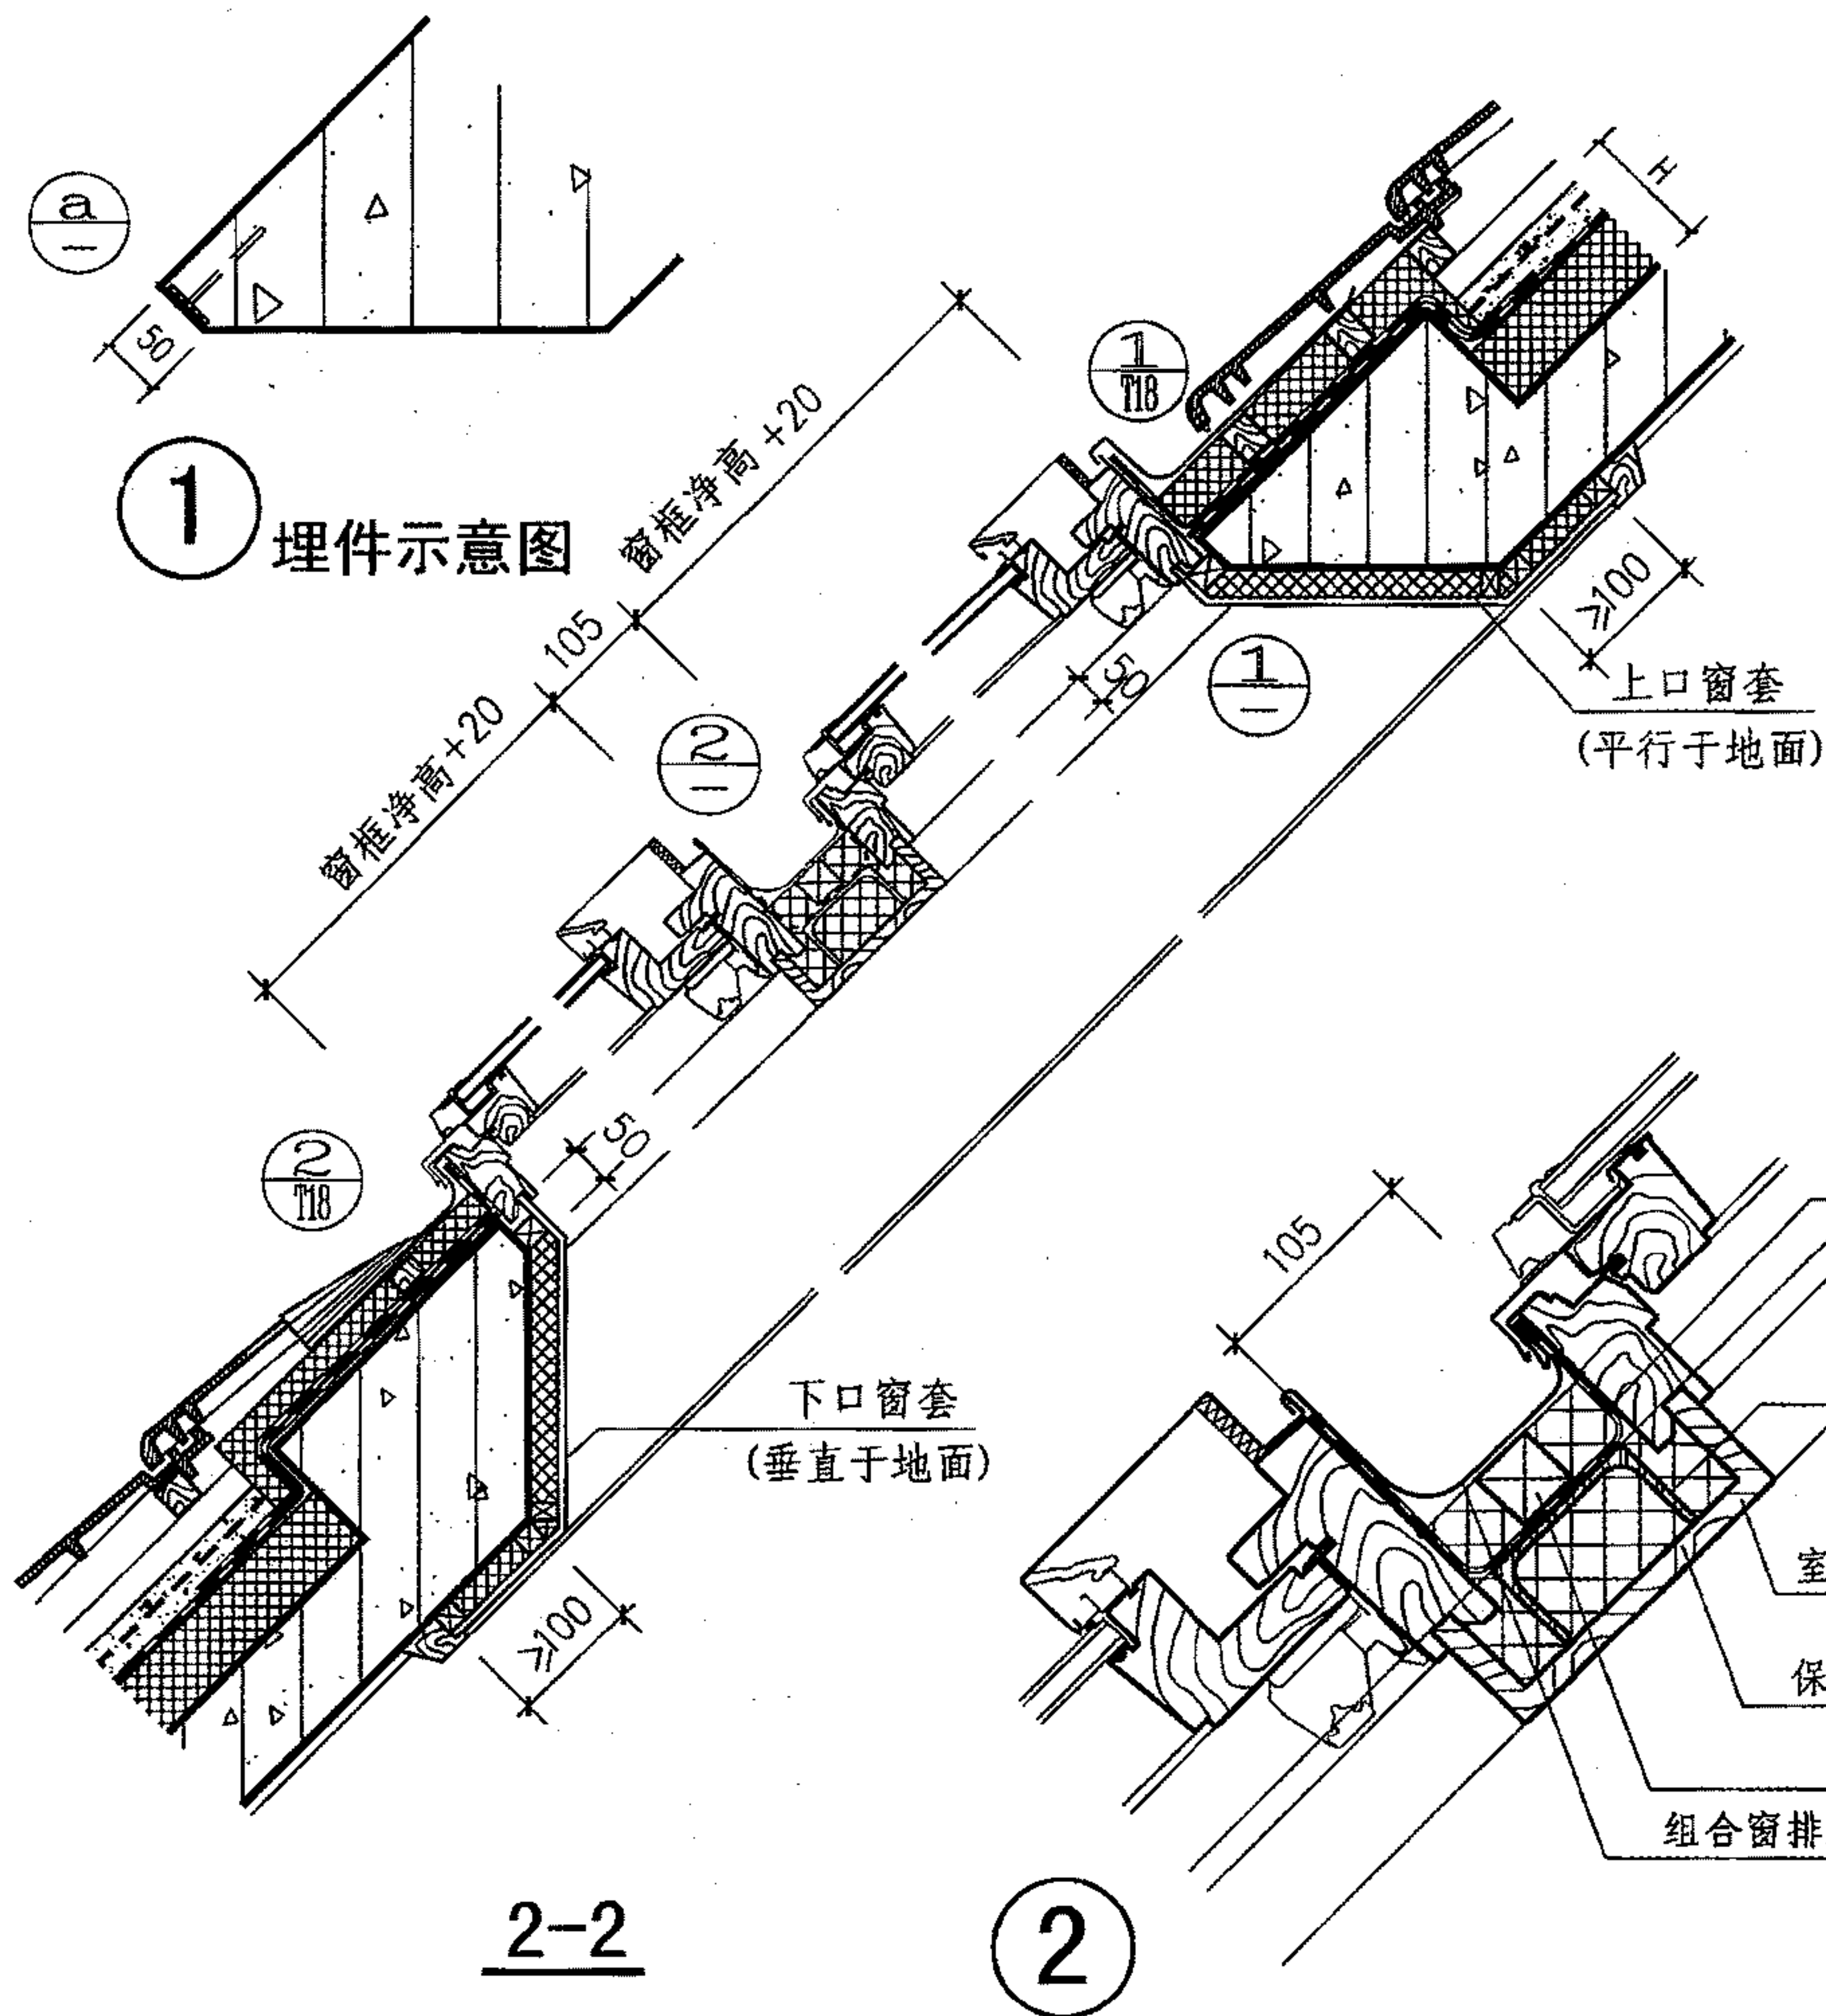 a
—
50
1
埋件示意图
H
窗框净高+20
105
窗框净高+20
1
T18
≥100
50
1
—
上口窗套
(平行于地面)
2
—
50
2
T18
下口窗套
(垂直于地面)
≥100
105
室
保
组合窗排
2-2
2